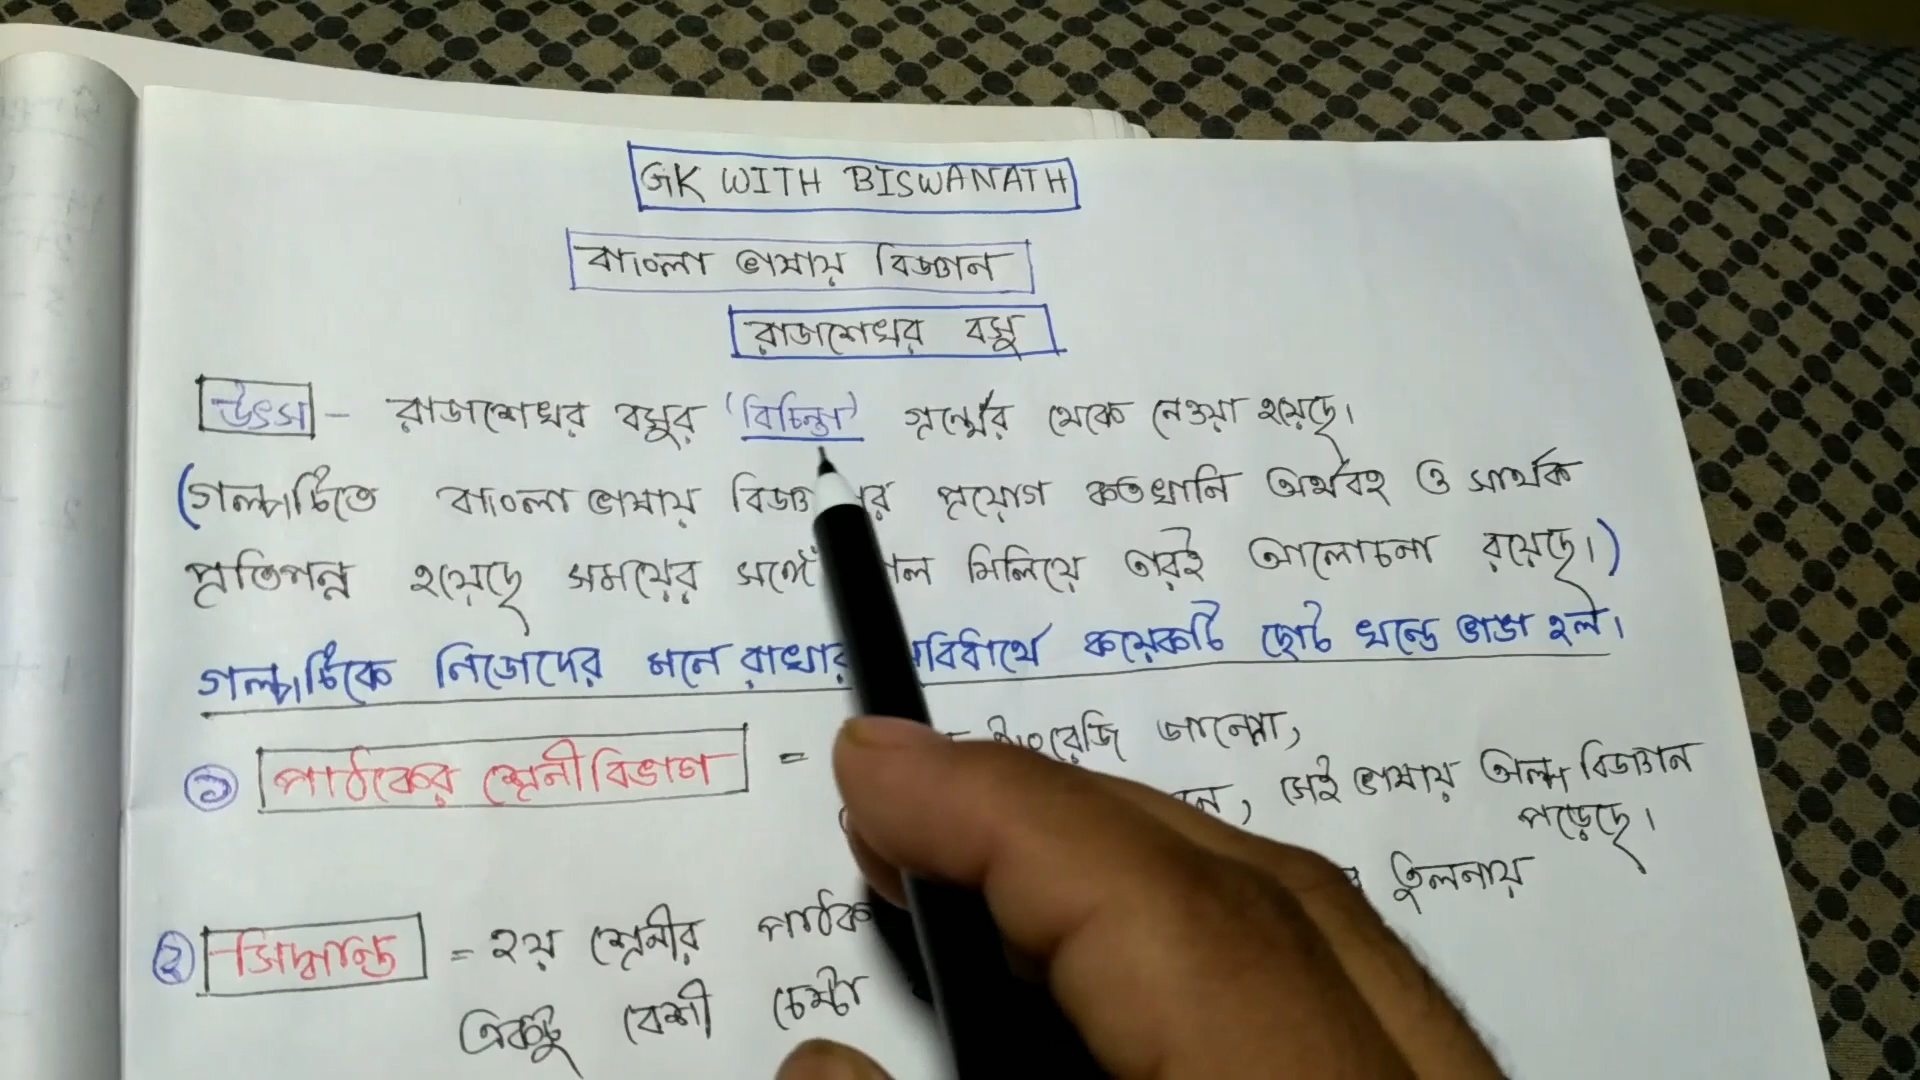 GK WITH BISWANATH
বাংলা ভাষায় বিজ্ঞান
রাজশেখর বসু
উৎস - রাজশেখর বসুর 'বিচিন্তা' গ্রন্থের থেকে নেওয়া হয়েছে।
(গল্পটিতে বাংলা ভাষায় প্রয়োগ কতখানি অর্থবহ ও সার্থক
প্রতিপন্ন হয়েছে সময়ের সঙ্গে মিলিয়ে তারই আলোচনা রয়েছে।)
গল্পটিকে নিজেদের মনে রাখার কয়েকটি ছোট খন্ডে ভাঙা হল।
১ পাঠকের শ্রেনীবিভাগ = ইংরেজি জানেনা,
সেই ভাষায় অল্প বিজ্ঞান
পড়েছে।
তুলনায়
২ সিদ্ধান্ত = ২য় শ্রেনীর পাঠক
একটু বেশী চেষ্টা